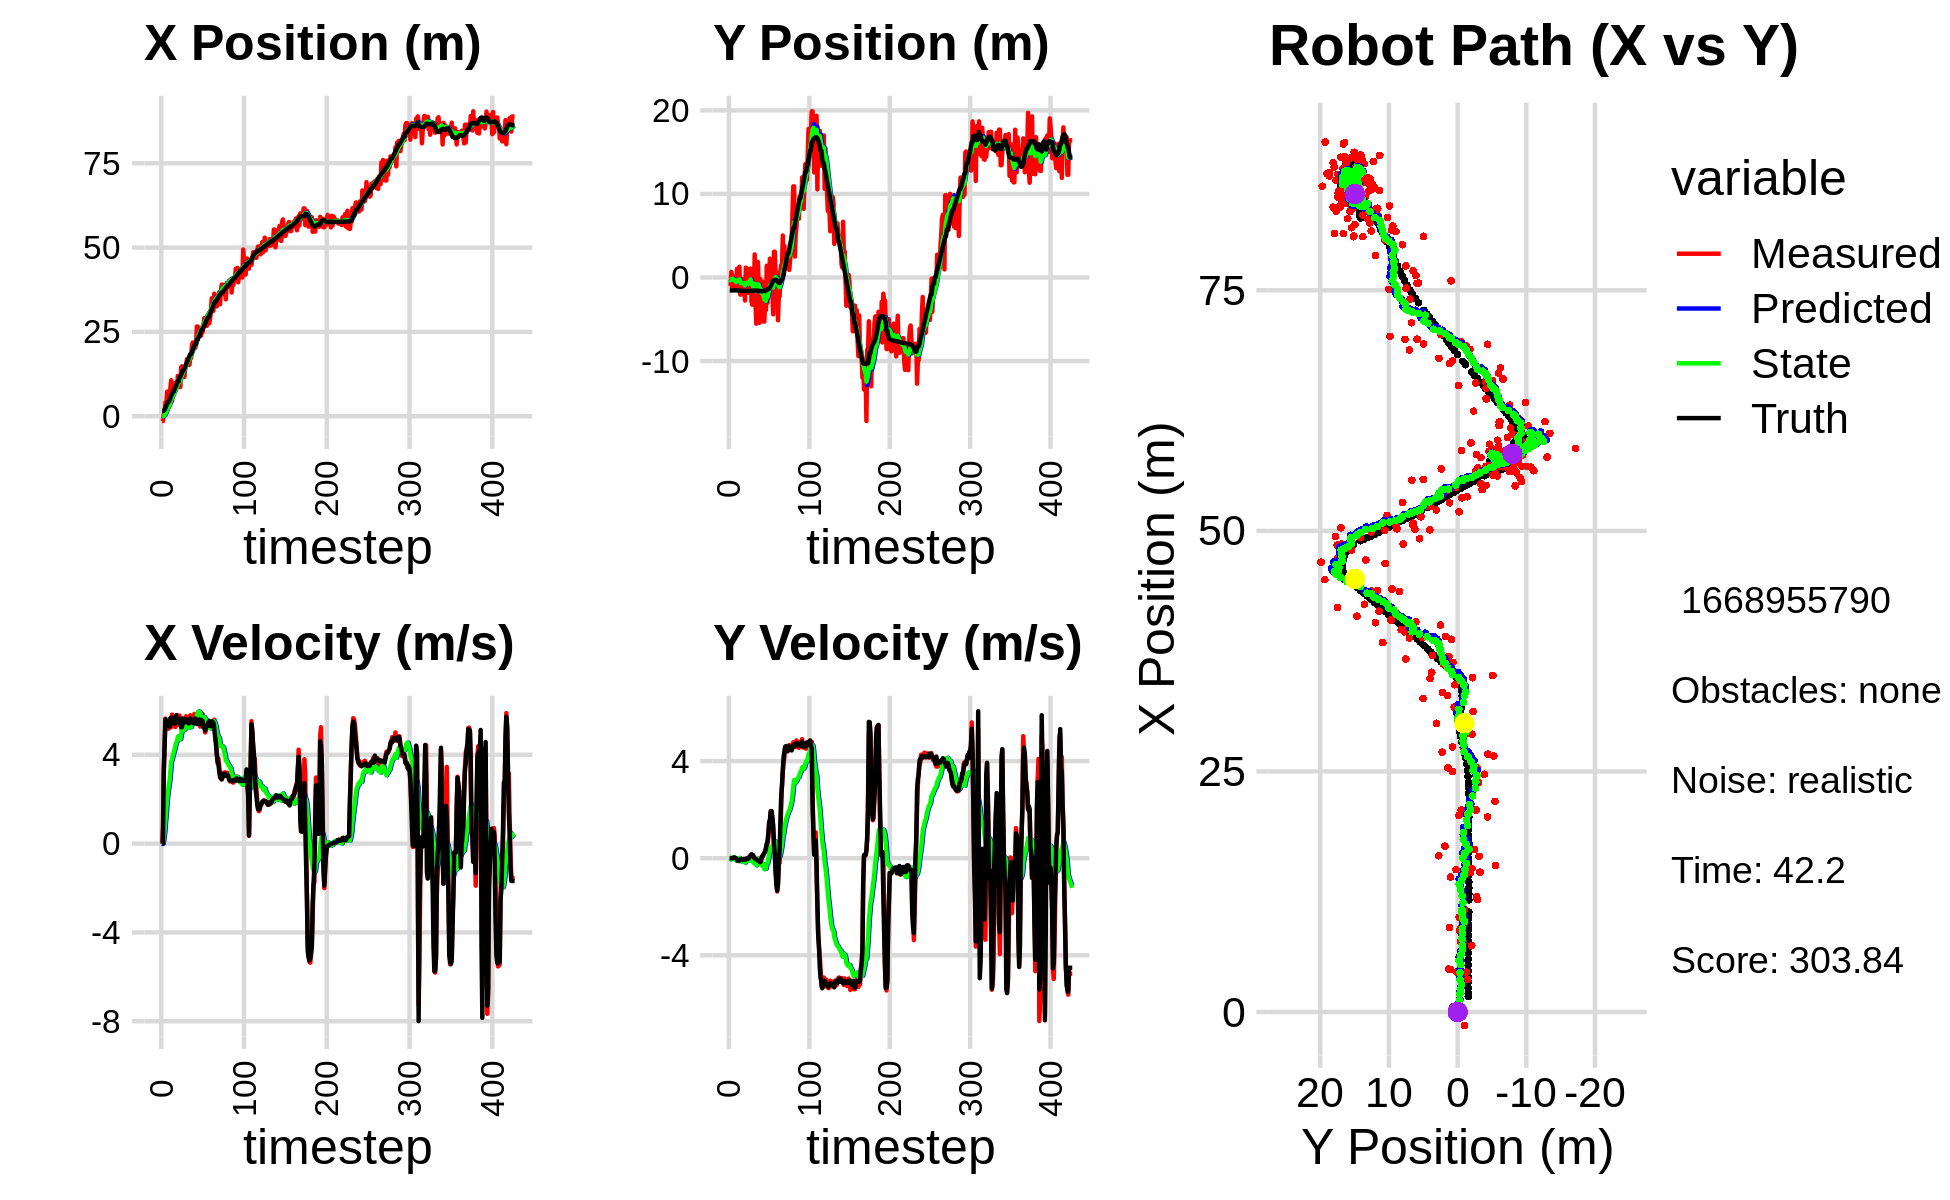 X Position (m)
75
50
25
0
0 100 200 300 400
timestep
Y Position (m)
20
10
0
-10
0 100 200 300 400
timestep
X Velocity (m/s)
4
0
-4
-8
0 100 200 300 400
timestep
Y Velocity (m/s)
4
0
-4
0 100 200 300 400
timestep
Robot Path (X vs Y)
X Position (m)
75
50
25
0
20 10 0 -10 -20
Y Position (m)
variable
Measured
Predicted
State
Truth
1668955790
Obstacles: none
Noise: realistic
Time: 42.2
Score: 303.84